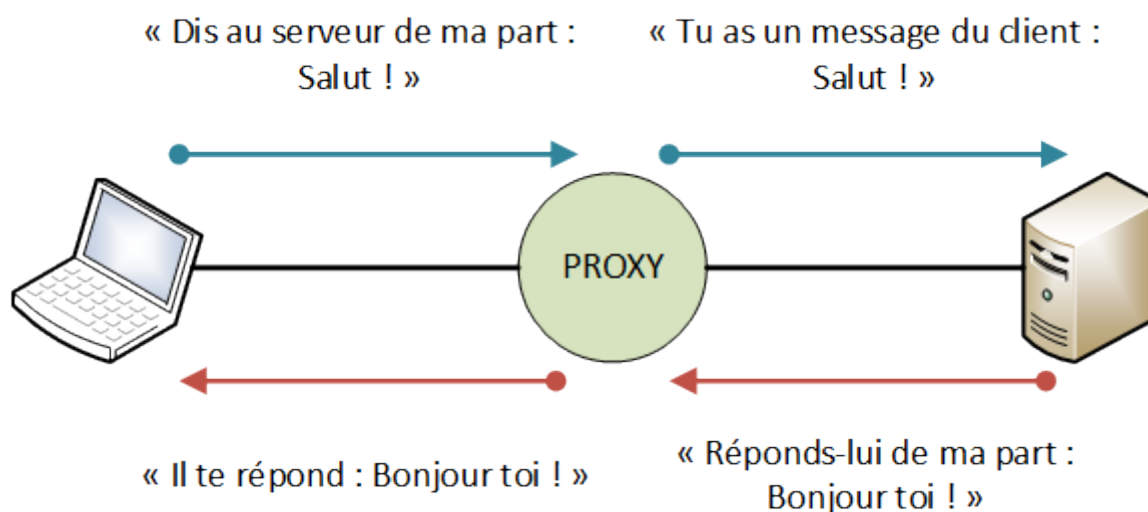 « Dis au serveur de ma part :
Salut ! »
« Tu as un message du client :
Salut ! »
PROXY
« Il te répond : Bonjour toi ! »
« Réponds-lui de ma part :
Bonjour toi ! »